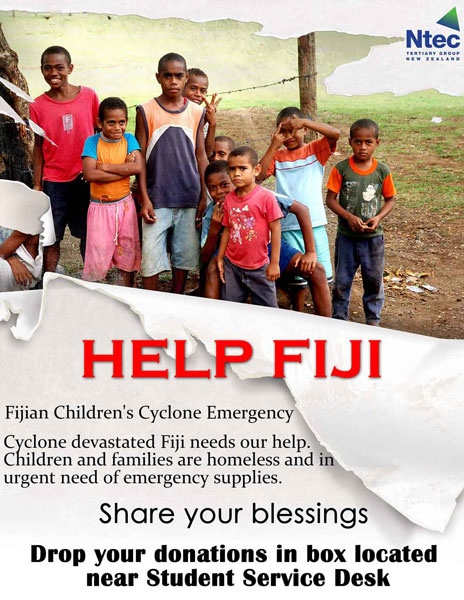 Ntec
TERTIARY GROUP
NEW ZEALAND
HELP FIJI
Fijian Children's Cyclone Emergency
Cyclone devastated Fiji needs our help.
Children and families are homeless and in
urgent need of emergency supplies.
Share your blessings
Drop your donations in box located
near Student Service Desk